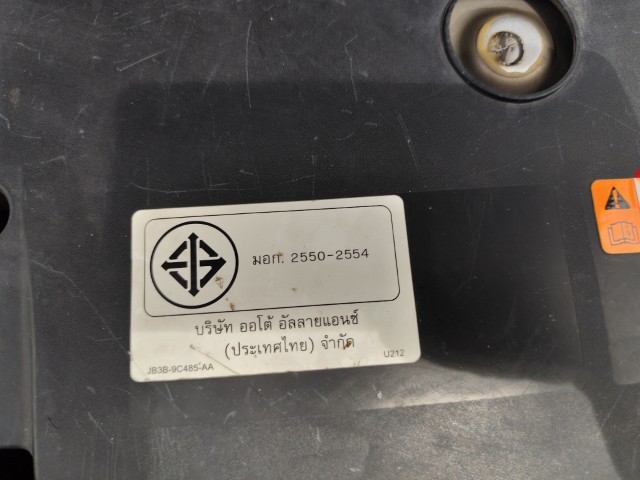 มอก. 2550-2554
บริษัท ออโต้ อัลลายแอนซ์
(ประเทศไทย) จำกัด
JB3B-9C485-AA
U212